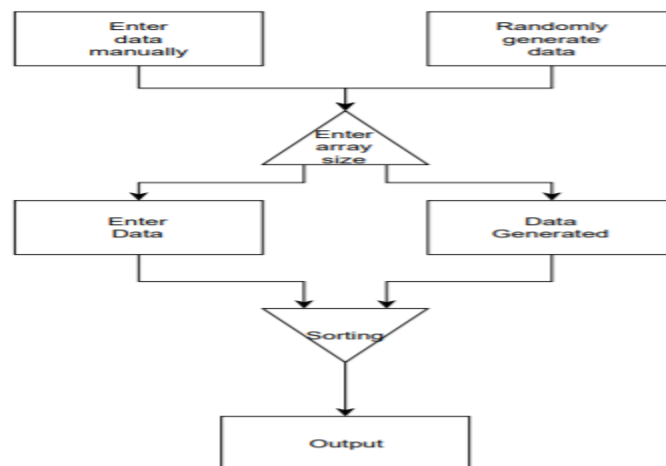 Enter
data
manually
Randomly
generate
data
Enter
array
size
Enter
Data
Data
Generated
Sorting
Output